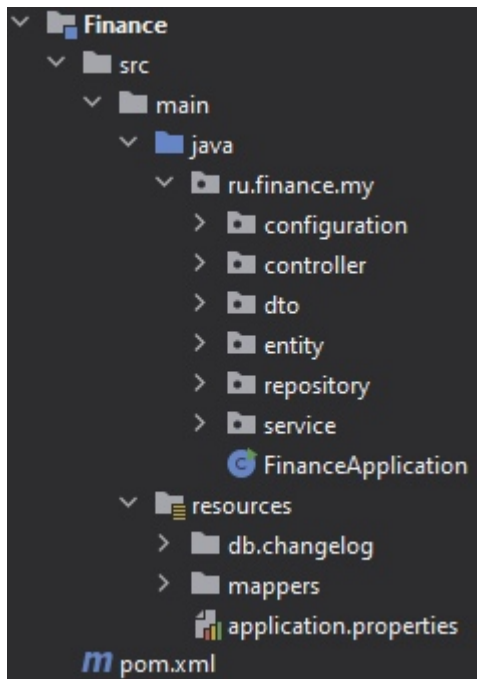 Finance
src
main
java
ru.finance.my
configuration
controller
dto
entity
repository
service
FinanceApplication
resources
db.changelog
mappers
application.properties
pom.xml